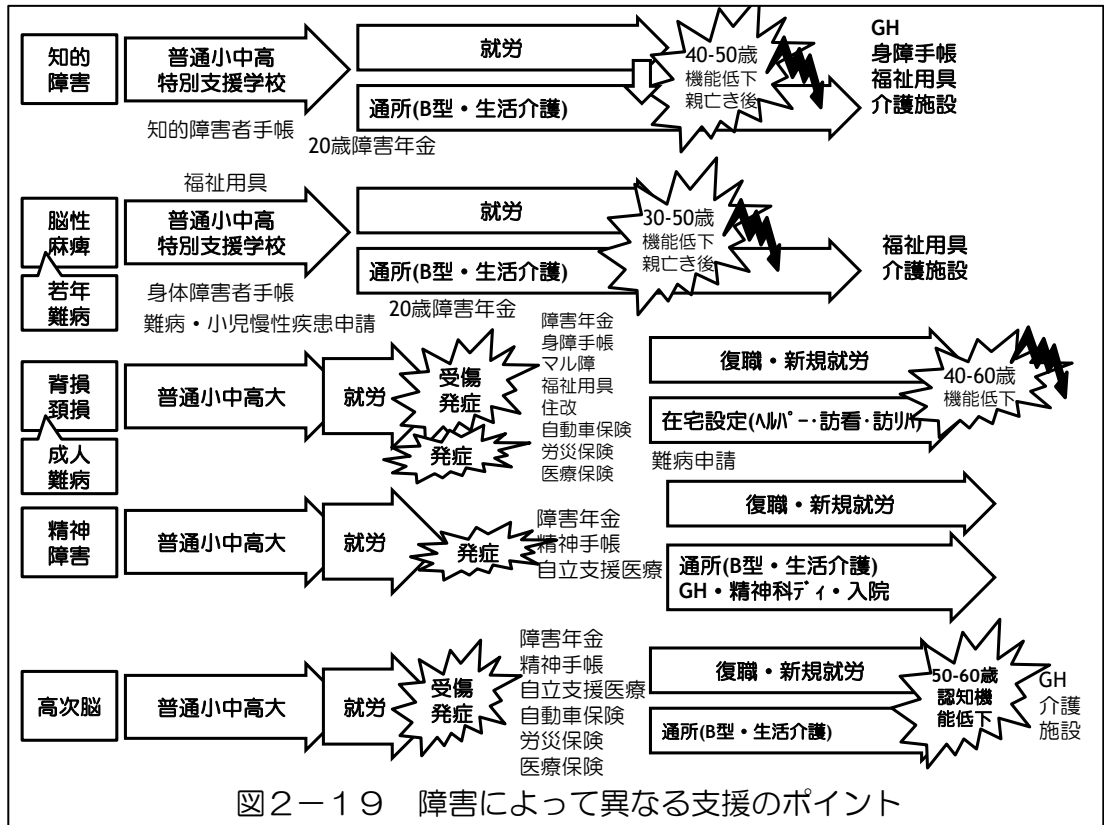 知的
障害
普通小中高
特別支援学校
知的障害者手帳
就労
通所(B型・生活介護)
20歳障害年金
40-50歳
機能低下
親亡き後
GH
身障手帳
福祉用具
介護施設
脳性
麻痺
若年
難病
福祉用具
普通小中高
特別支援学校
身体障害者手帳
難病・小児慢性疾患申請
就労
通所(B型・生活介護)
20歳障害年金
30-50歳
機能低下
親亡き後
福祉用具
介護施設
脊損
頚損
成人
難病
普通小中高大
就労
受傷
発症
発症
障害年金
身障手帳
マル障
福祉用具
住改
自動車保険
労災保険
医療保険
復職・新規就労
在宅設定(ﾍﾙﾊﾟｰ・訪看・訪ﾘﾊ)
難病申請
40-60歳
機能低下
精神
障害
普通小中高大
就労
発症
障害年金
精神手帳
自立支援医療
復職・新規就労
通所(B型・生活介護)
GH・精神科ﾃﾞｨ・入院
高次脳
普通小中高大
就労
受傷
発症
障害年金
精神手帳
自立支援医療
自動車保険
労災保険
医療保険
復職・新規就労
通所(B型・生活介護)
50-60歳
認知機
能低下
GH
介護
施設
図2－19 障害によって異なる支援のポイント